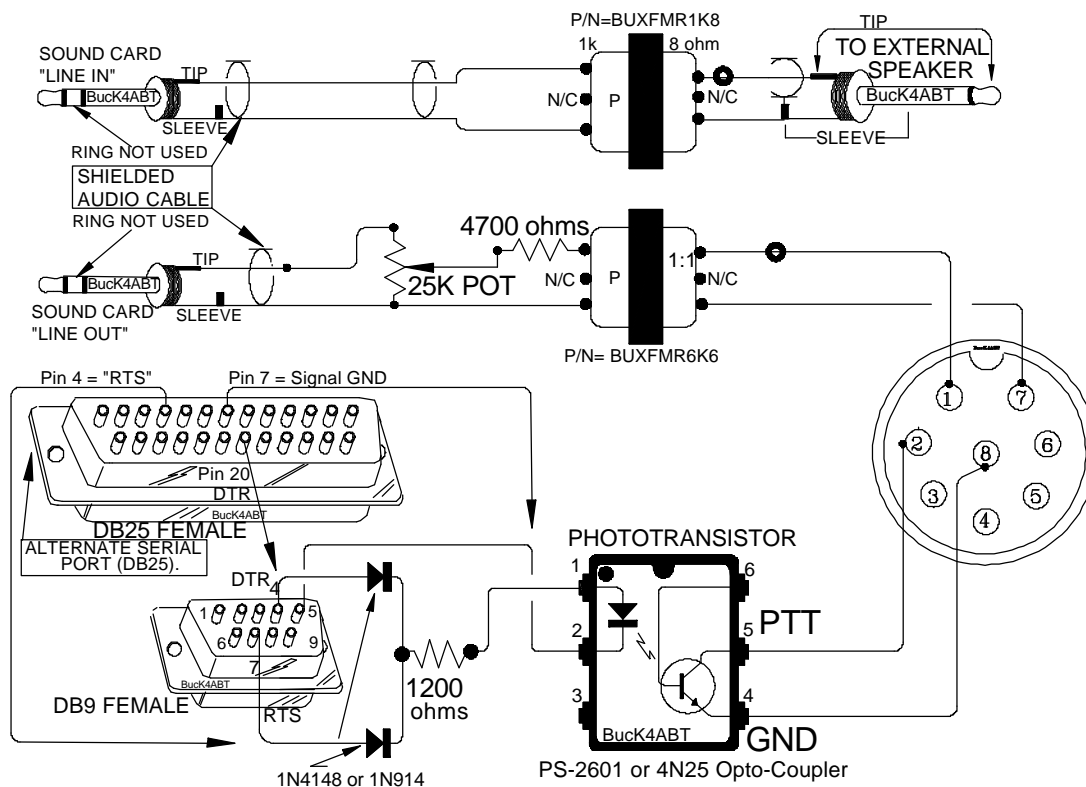 P/N=BUXFMR1K8
1k
8 ohm
TIP
SOUND CARD
"LINE IN"
TIP
TO EXTERNAL
SPEAKER
BucK4ABT
N/C
P
N/C
BucK4ABT
SLEEVE
SLEEVE
RING NOT USED
SHIELDED
AUDIO CABLE
RING NOT USED
4700 ohms
TIP
1:1
BucK4ABT
25K POT
N/C
P
N/C
SLEEVE
SOUND CARD
"LINE OUT"
P/N= BUXFMR6K6
BucK4ABT
Pin 4 = "RTS"
Pin 7 = Signal GND
1
7
2
8
6
3
5
4
Pin 20
DTR
BucK4ABT
DB25 FEMALE
ALTERNATE SERIAL
PORT (DB25).
PHOTOTRANSISTOR
DTR
4
1
5
6
9
7
BucK4ABT
DB9 FEMALE
RTS
1200
ohms
1
6
2
5
PTT
3
4
GND
BucK4ABT
1N4148 or 1N914
PS-2601 or 4N25 Opto-Coupler